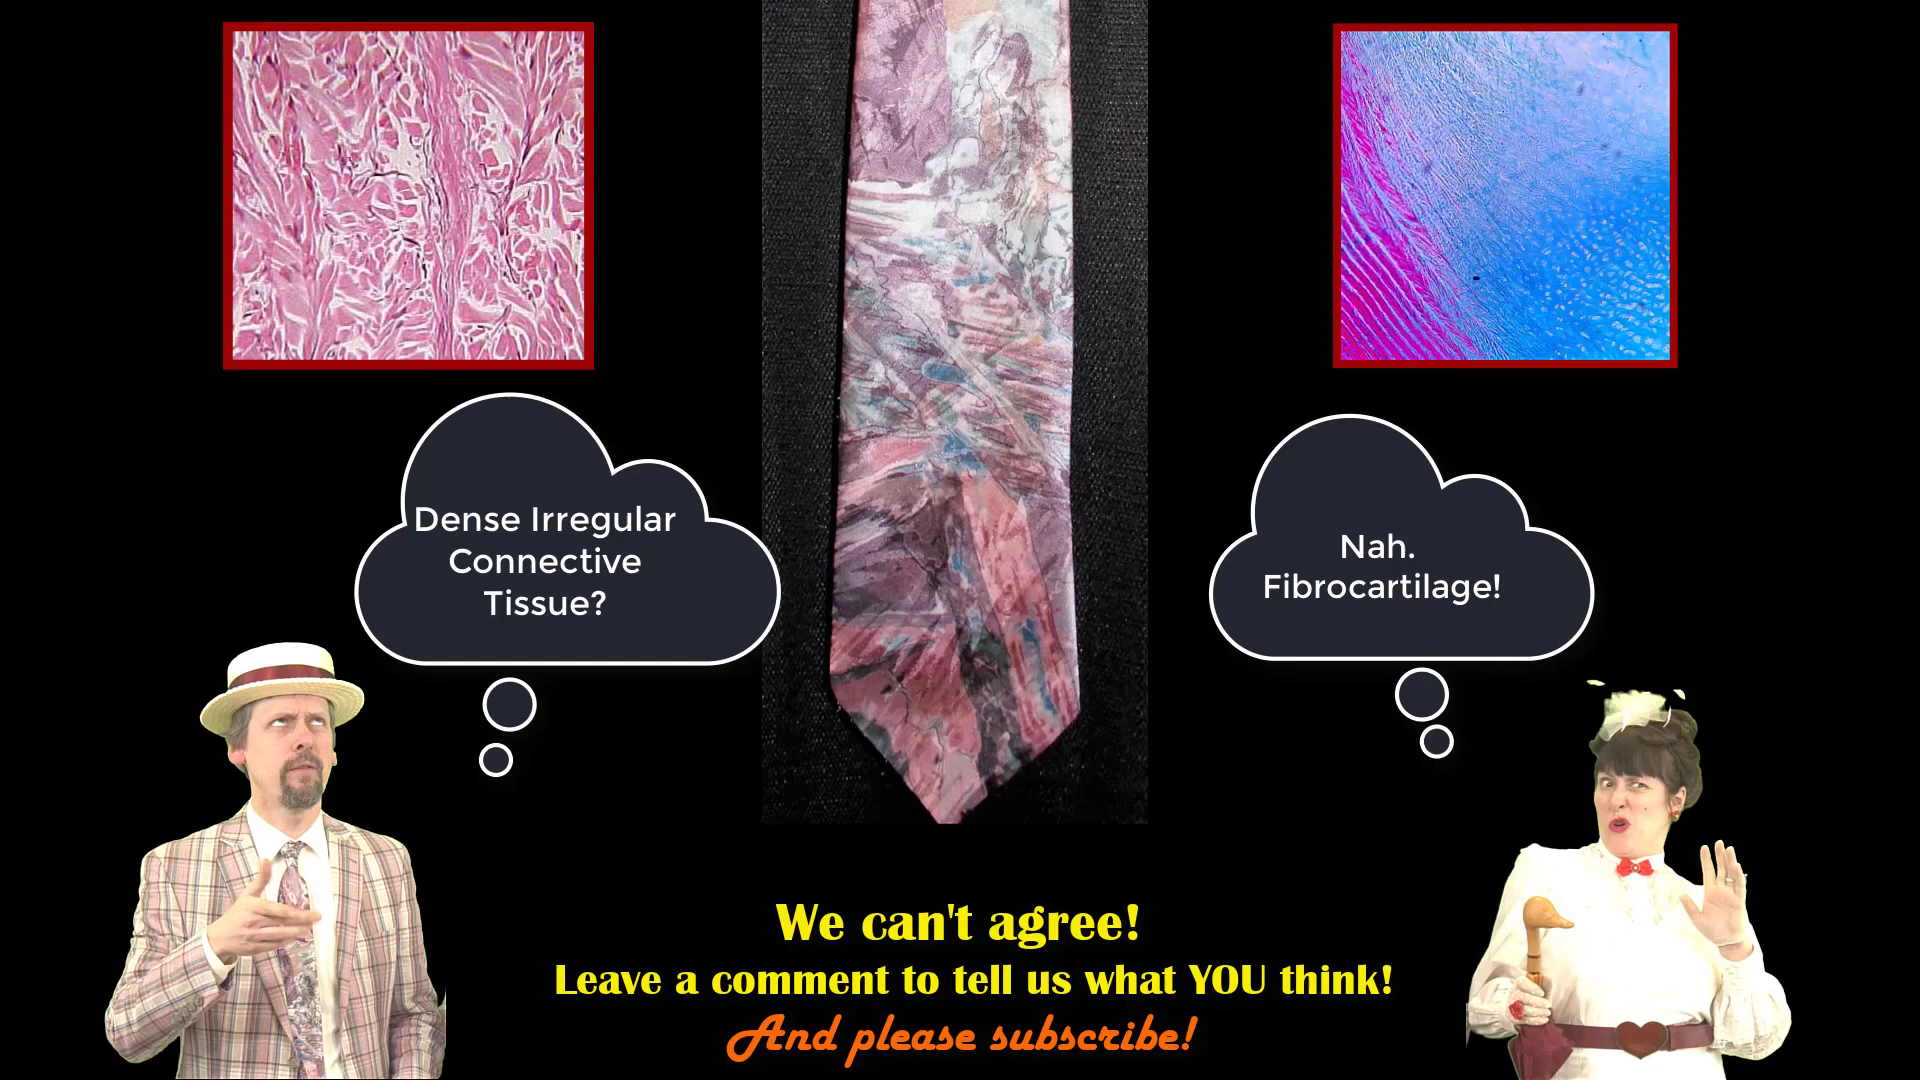 Dense Irregular
Connective
Tissue?
Nah.
Fibrocartilage!
We can't agree!
Leave a comment to tell us what YOU think!
And please subscribe!